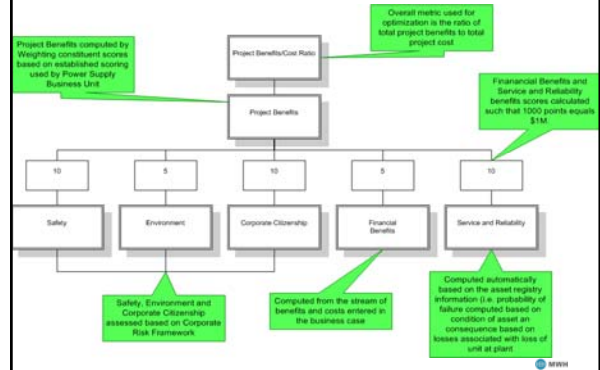 Overall metric used for
optimization is the ratio of
total project benefits to total
project cost
Project Benefits computed by
Weighting constituent scores
based on established scoring
used by Power Supply
Business Unit
Project Benefits/Cost Ratio
Finanancial Benefits and
Service and Reliability
benefits scores calculated
such that 1000 points equals
$1M.
Project Benefits
10
5
10
5
10
Safety
Environment
Corporate Citizenship
Financial
Benefits
Service and Reliability
Safety, Environment and
Corporate Citizenship
assessed based on Corporate
Risk Framework
Computed from the stream of
benefits and costs entered in
the business case
Computed automatically
based on the asset registry
information (i.e. probability of
failure computed based on
condition of asset an
consequence based on
losses associated with loss of
unit at plant
MWH